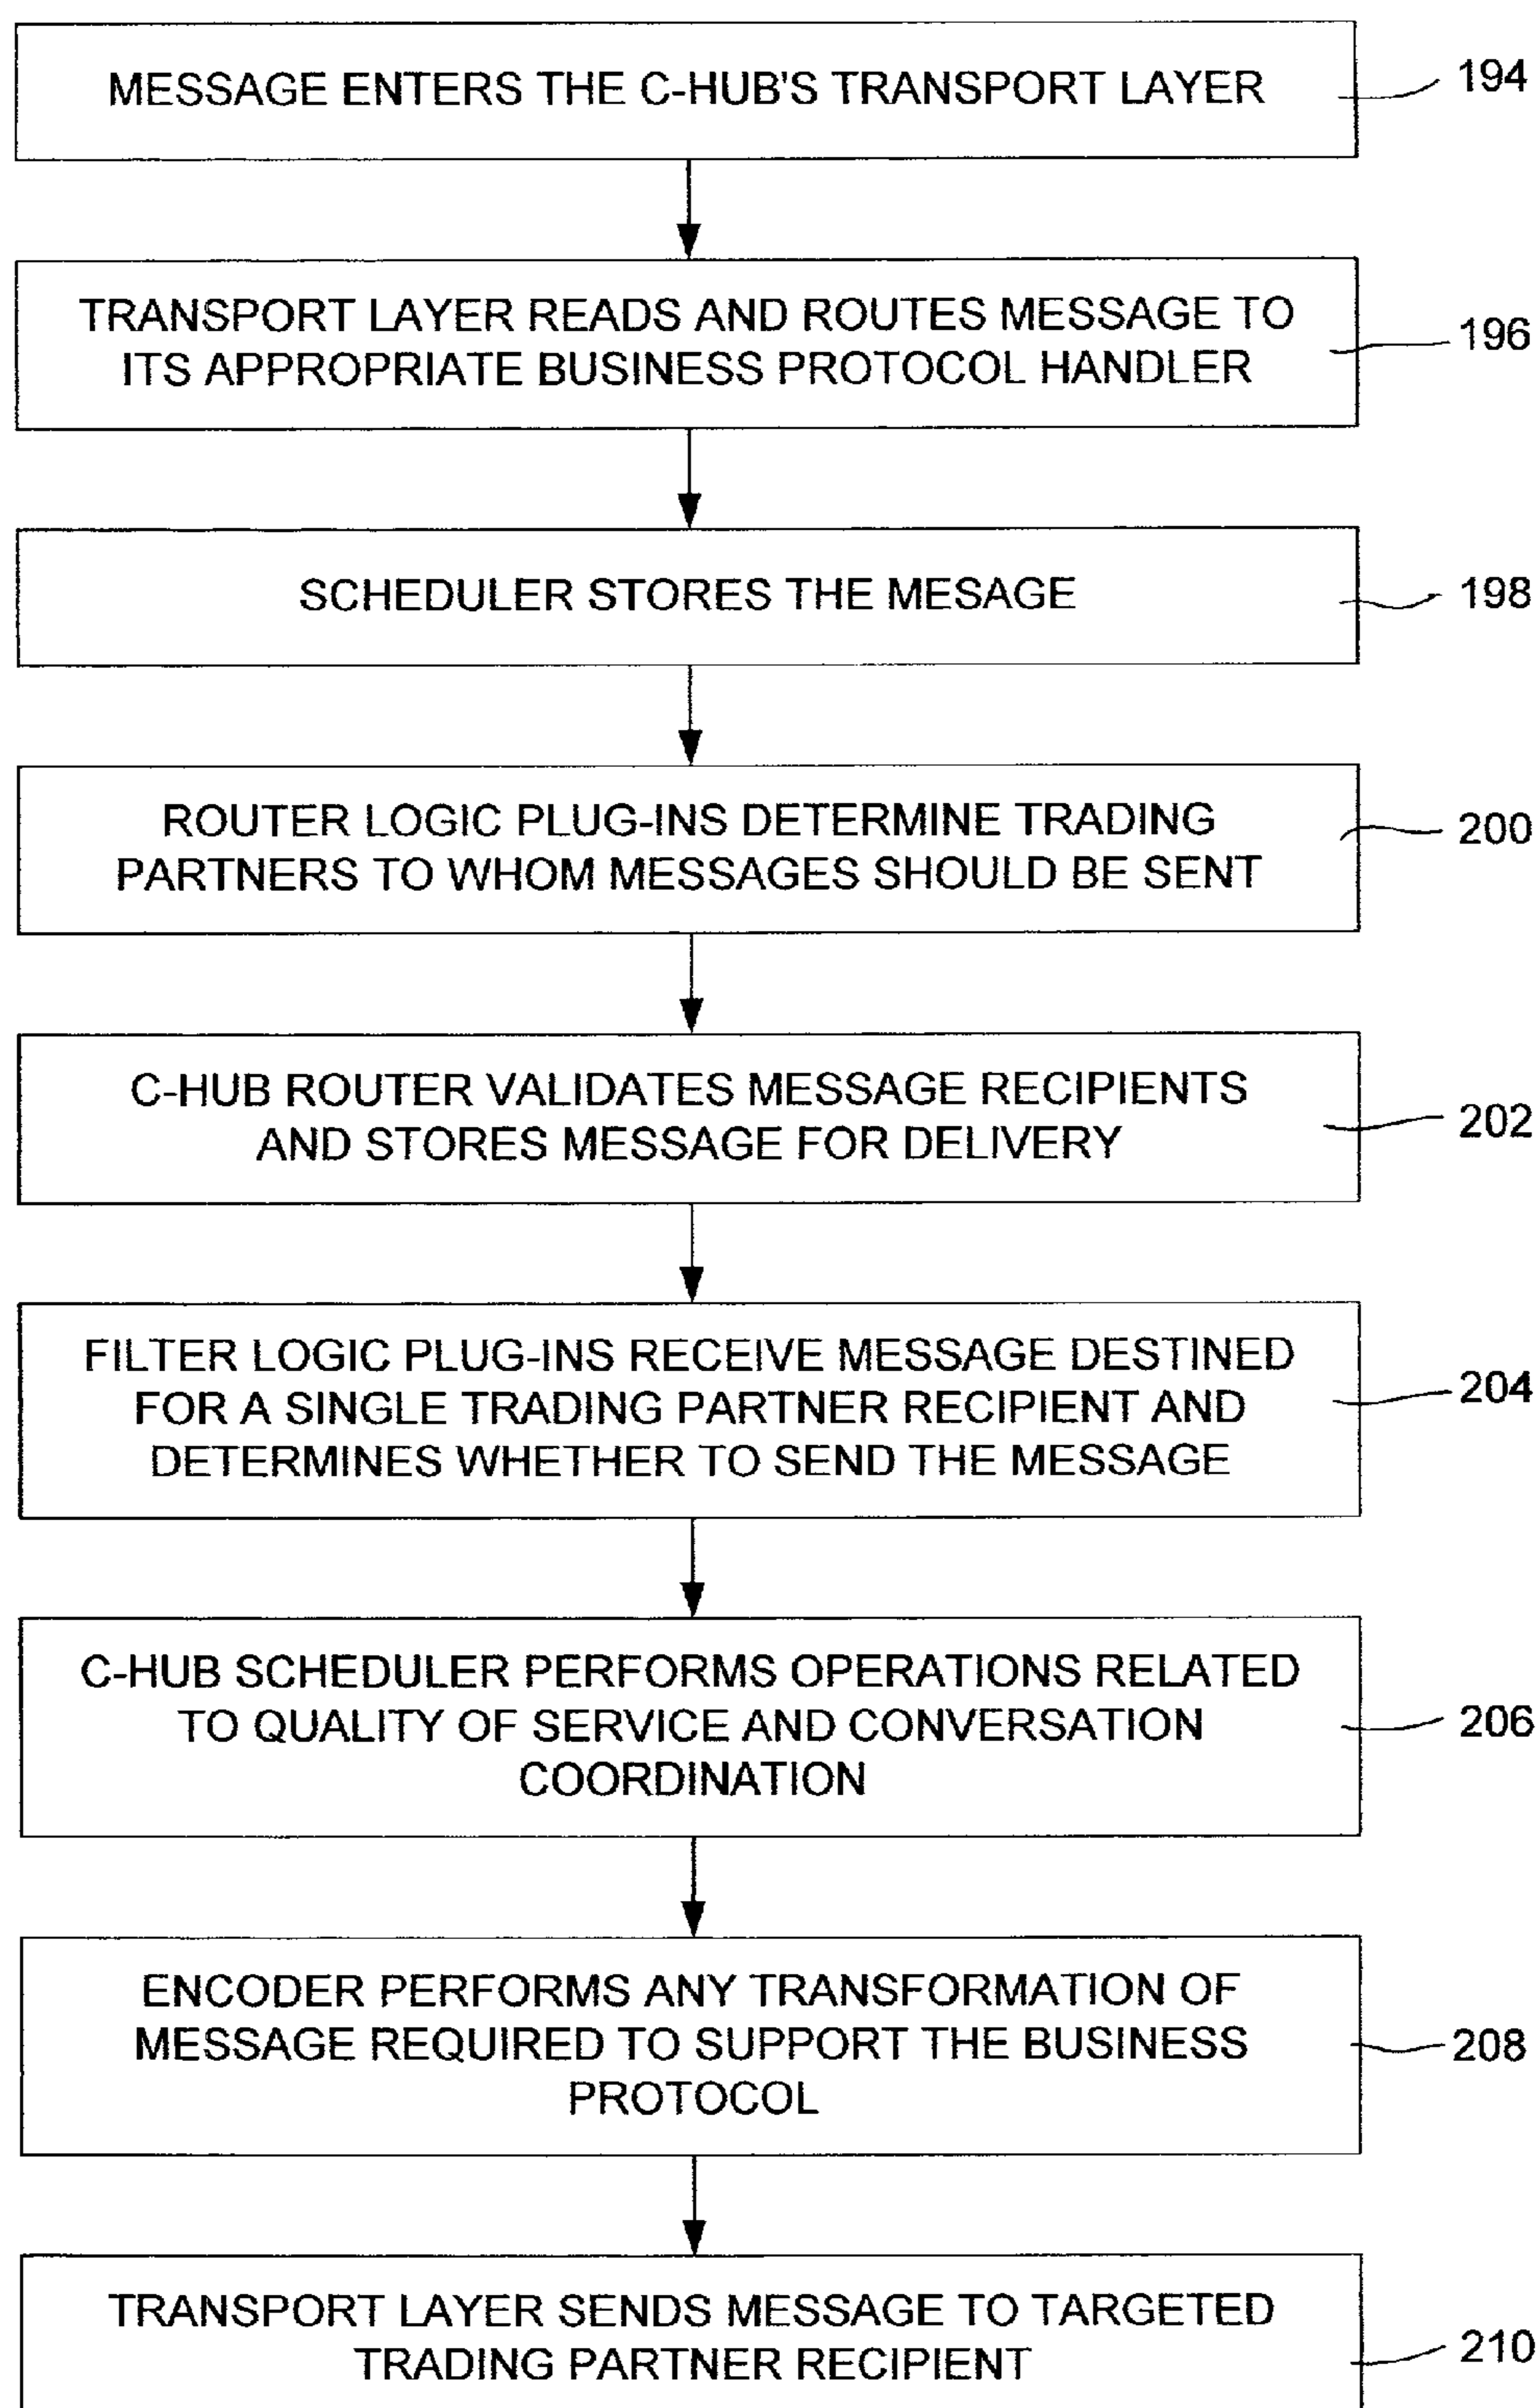 MESSAGE ENTERS THE C-HUB'S TRANSPORT LAYER
194
TRANSPORT LAYER READS AND ROUTES MESSAGE TO
ITS APPROPRIATE BUSINESS PROTOCOL HANDLER
196
SCHEDULER STORES THE MESAGE
198
ROUTER LOGIC PLUG-INS DETERMINE TRADING
PARTNERS TO WHOM MESSAGES SHOULD BE SENT
200
C-HUB ROUTER VALIDATES MESSAGE RECIPIENTS
AND STORES MESSAGE FOR DELIVERY
202
FILTER LOGIC PLUG-INS RECEIVE MESSAGE DESTINED
FOR A SINGLE TRADING PARTNER RECIPIENT AND
DETERMINES WHETHER TO SEND THE MESSAGE
204
C-HUB SCHEDULER PERFORMS OPERATIONS RELATED
TO QUALITY OF SERVICE AND CONVERSATION
COORDINATION
206
ENCODER PERFORMS ANY TRANSFORMATION OF
MESSAGE REQUIRED TO SUPPORT THE BUSINESS
PROTOCOL
208
TRANSPORT LAYER SENDS MESSAGE TO TARGETED
TRADING PARTNER RECIPIENT
210